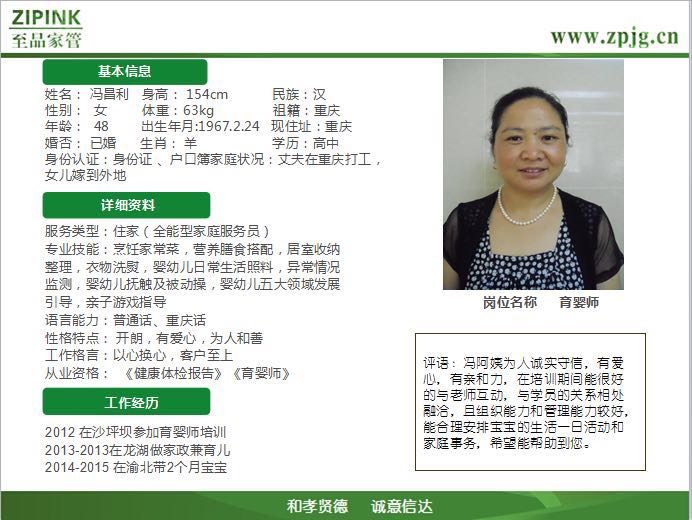 ZIPINK
至品家管
www.zpjg.cn
基本信息
姓名： 冯昌利 身高： 154cm 民族：汉
性别： 女 体重：63kg 祖籍：重庆
年龄： 48 出生年月:1967.2.24 现住址：重庆
婚否： 已婚 生肖： 羊 学历：高中
身份认证：身份证 、户口簿家庭状况：丈夫在重庆打工，
女儿嫁到外地
详细资料
服务类型：住家（全能型家庭服务员）
专业技能：烹饪家常菜，营养膳食搭配，居室收纳
整理，衣物洗熨，婴幼儿日常生活照料，异常情况
监测，婴幼儿抚触及被动操，婴幼儿五大领域发展
引导，亲子游戏指导
语言能力：普通话、重庆话
性格特点： 开朗，有爱心，为人和善
工作格言：以心换心，客户至上
从业资格： 《健康体检报告》《育婴师》
工作经历
2012 在沙坪坝参加育婴师培训
2013-2013在龙湖做家政兼育儿
2014-2015 在渝北带2个月宝宝
岗位名称 育婴师
评语：冯阿姨为人诚实守信，有爱
心，有亲和力，在培训期间能很好
的与老师互动，与学员的关系相处
融洽，且组织能力和管理能力较好，
能合理安排宝宝的生活一日活动和
家庭事务，希望能帮助到您。
和孝贤德 诚意信达